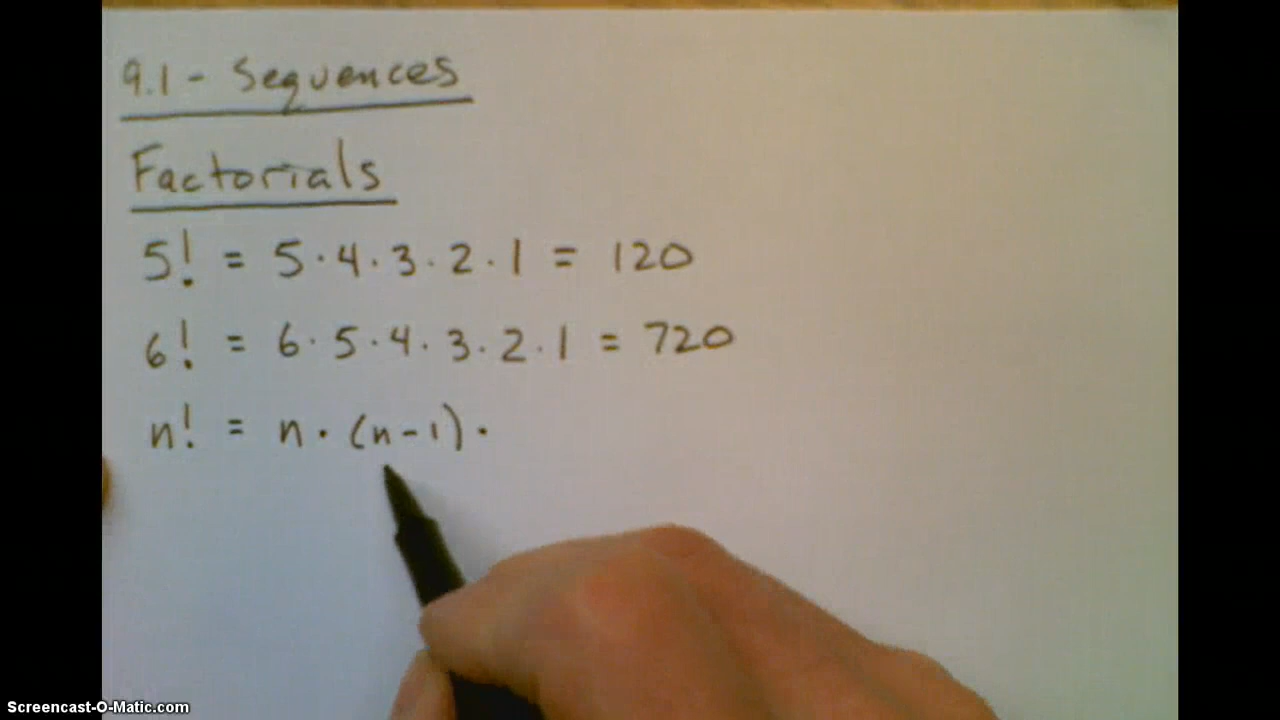 9.1 - Sequences
Factorials
5! = 5 · 4 · 3 · 2 · 1 = 120
6! = 6 · 5 · 4 · 3 · 2 · 1 = 720
n! = n · (n-1) ·
Screencast-O-Matic.com